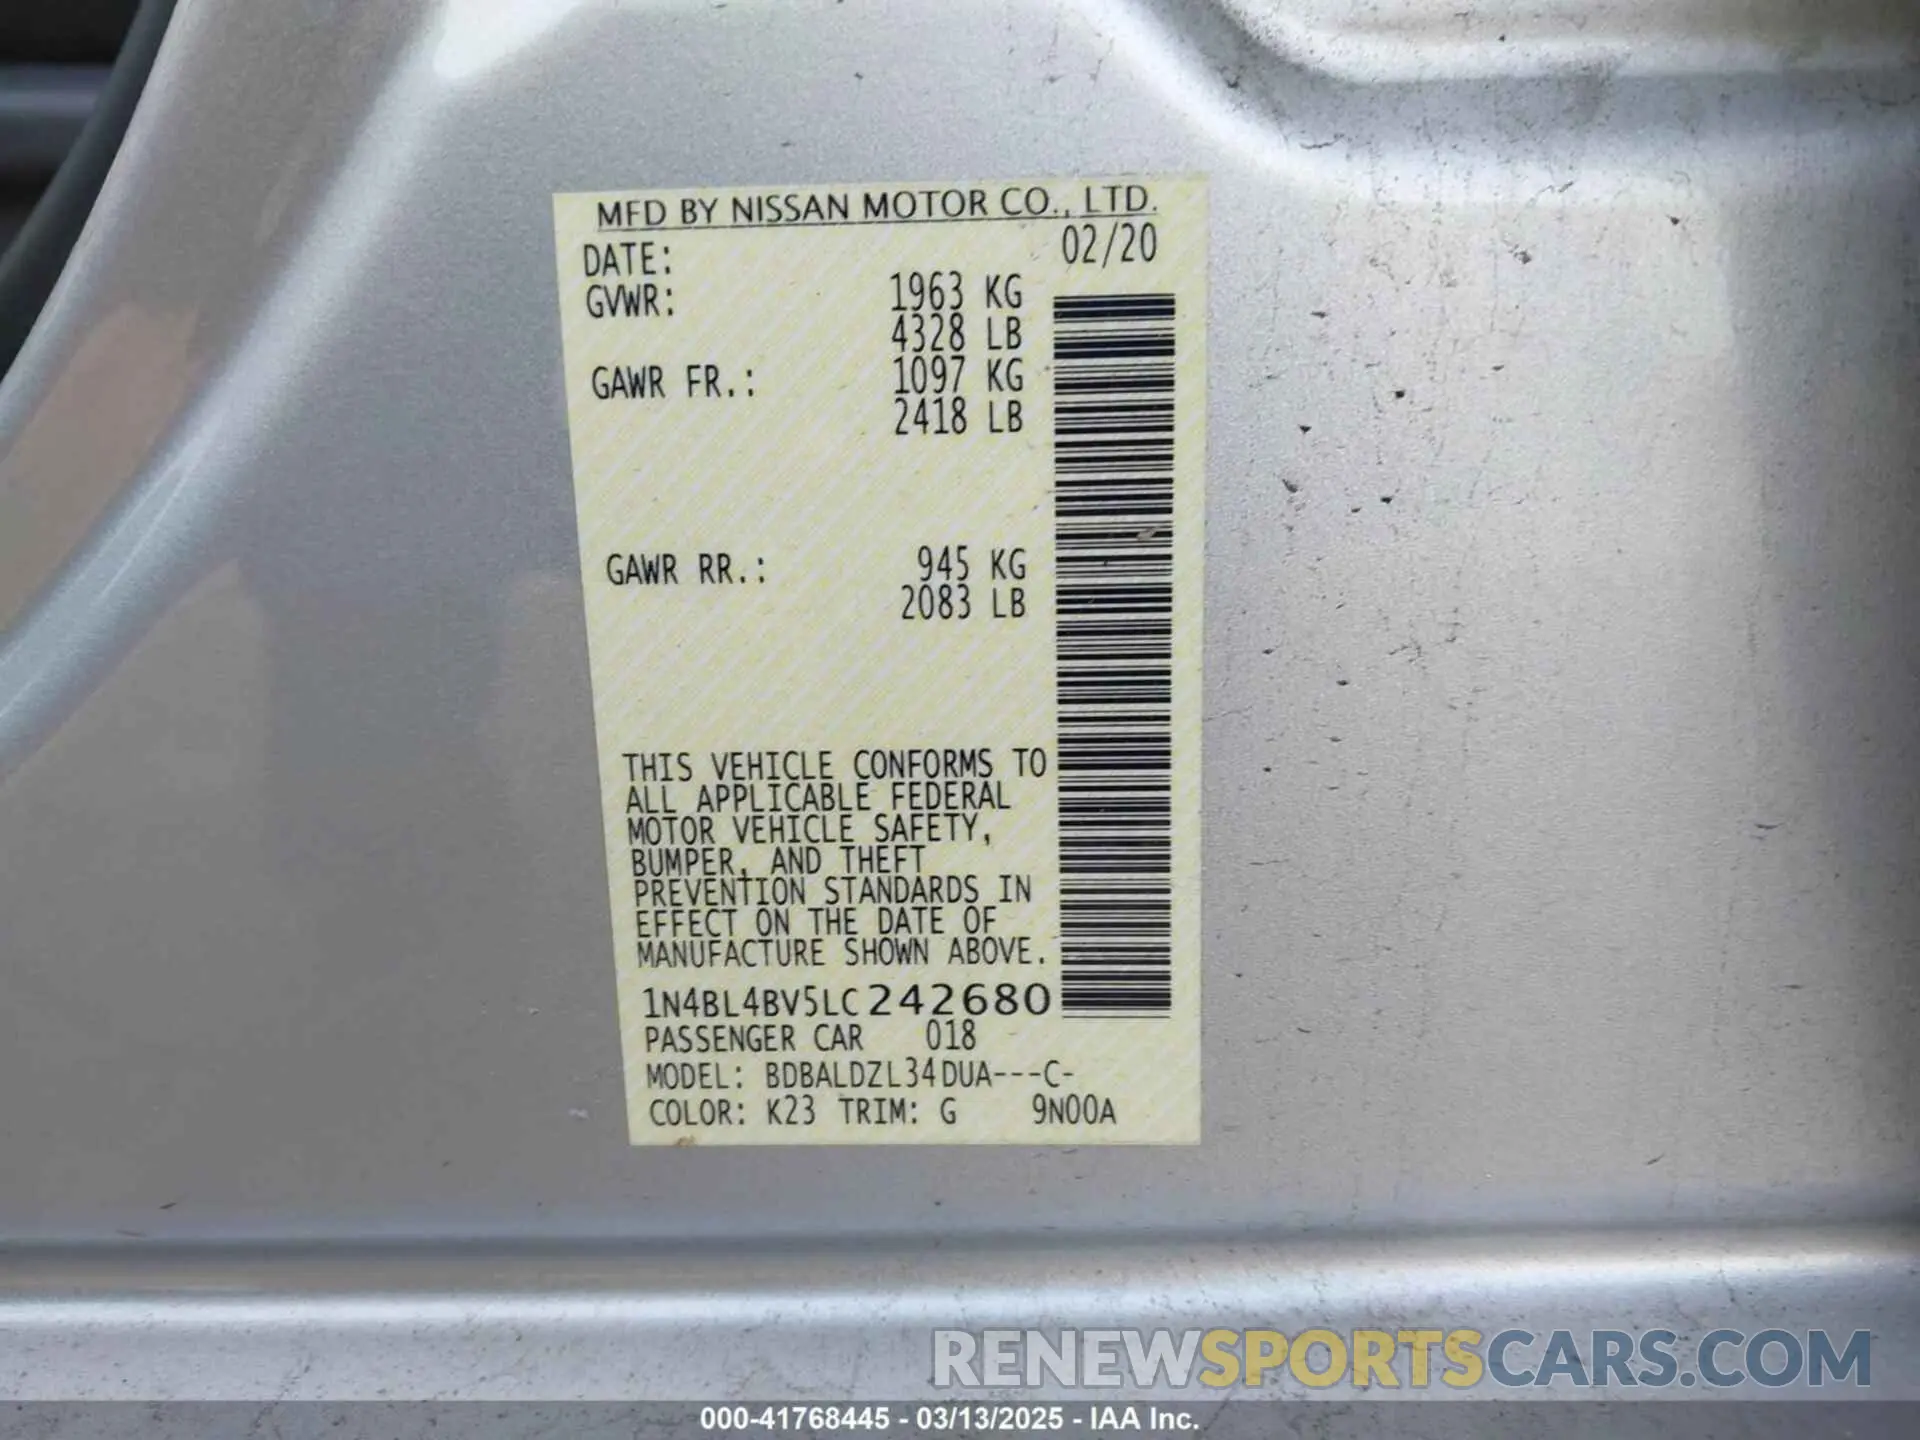 MFD BY NISSAN MOTOR CO., LTD.
DATE: 02/20
GVWR: 1963 KG
4328 LB
GAWR FR.: 1097 KG
2418 LB
GAWR RR.: 945 KG
2083 LB
THIS VEHICLE CONFORMS TO
ALL APPLICABLE FEDERAL
MOTOR VEHICLE SAFETY,
BUMPER, AND THEFT
PREVENTION STANDARDS IN
EFFECT ON THE DATE OF
MANUFACTURE SHOWN ABOVE.
1N4BL4BV5LC242680
PASSENGER CAR 018
MODEL: BDBALDZL34DUA---C-
COLOR: K23 TRIM: G 9N00A
RENEWSPORTSCARS.COM
000-41768445 - 03/13/2025 - IAA Inc.